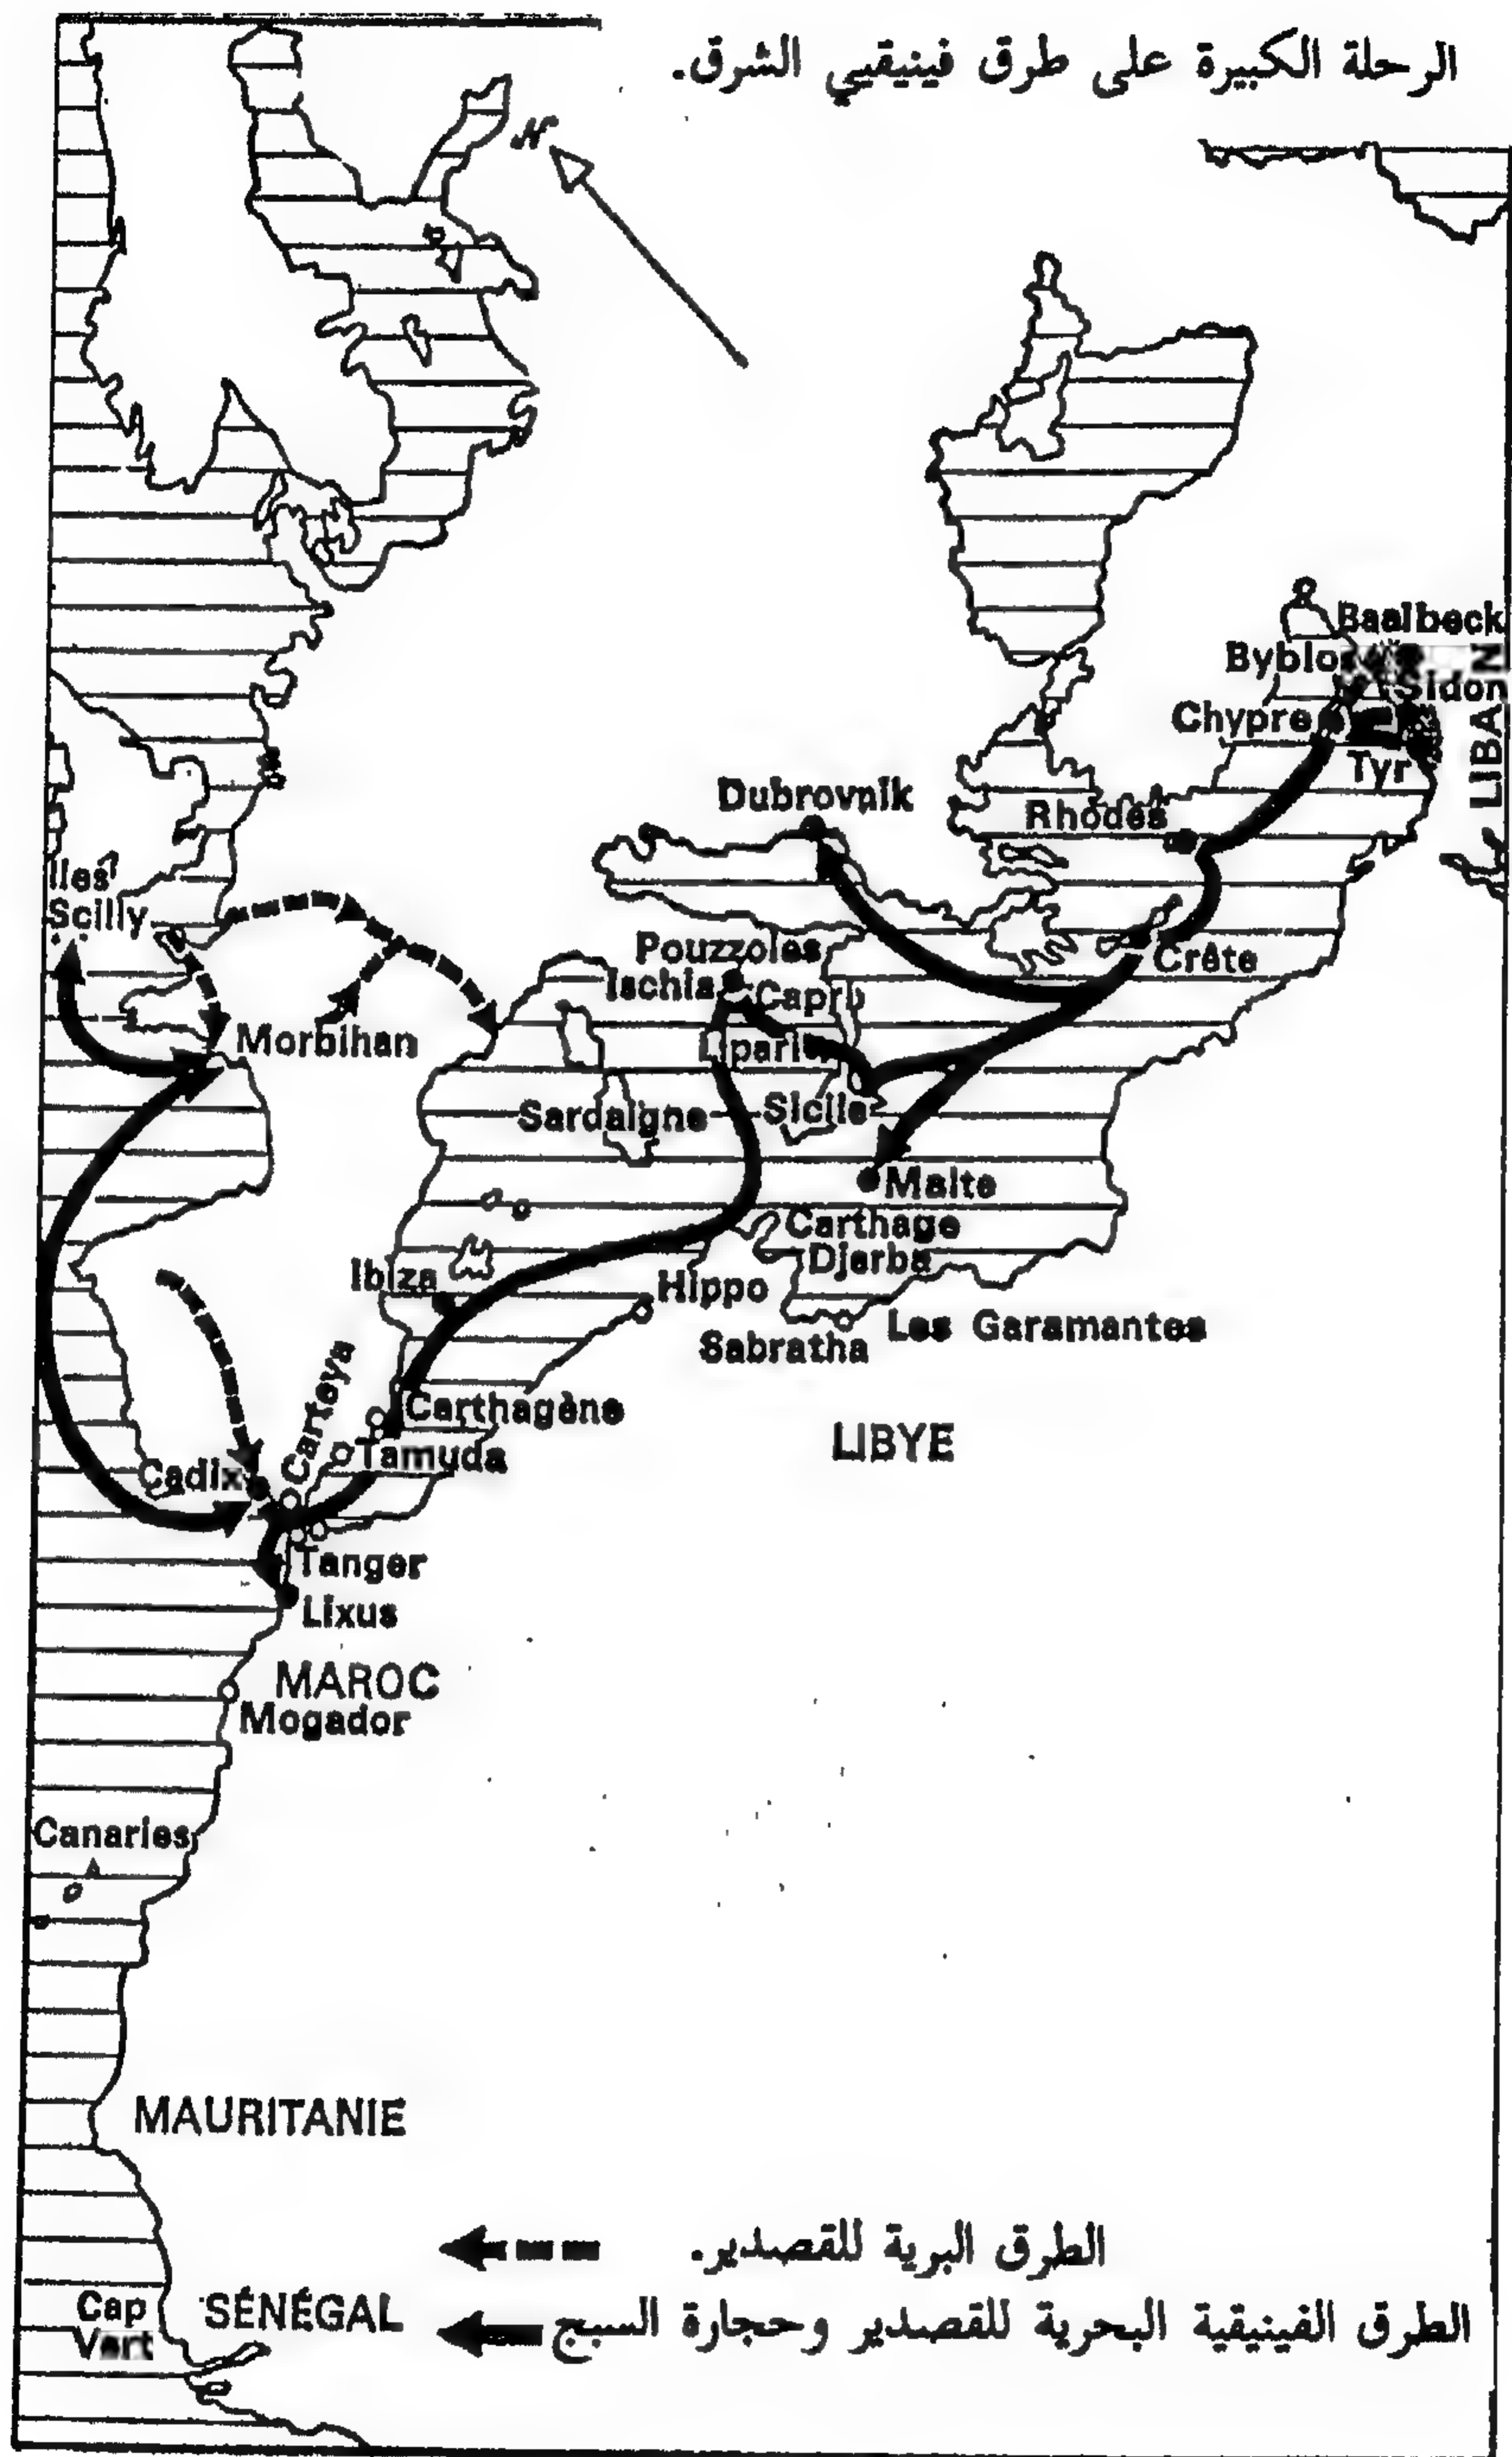 الرحلة الكبيرة على طرق فينيقيي الشرق.
N
Baalbeck
Byblos
Sidon
Chypre
Tyr
LIBAN
Dubrovnik
Rhodes
Iles
Scilly
Pouzzoles
Crête
Ischia
Capri
Morbihan
Lipari
Sardaigne
Sicile
Malte
Carthage
Djerba
Ibiza
Hippo
Les Garamantes
Sabratha
Carteya
Carthagène
LIBYE
Tamuda
Cadix
Tanger
Lixus
MAROC
Mogador
Canaries
MAURITANIE
الطرق البرية للقصدير.
Cap
Vert
SÉNÉGAL
الطرق الفينيقية البحرية للقصدير وحجارة السبج